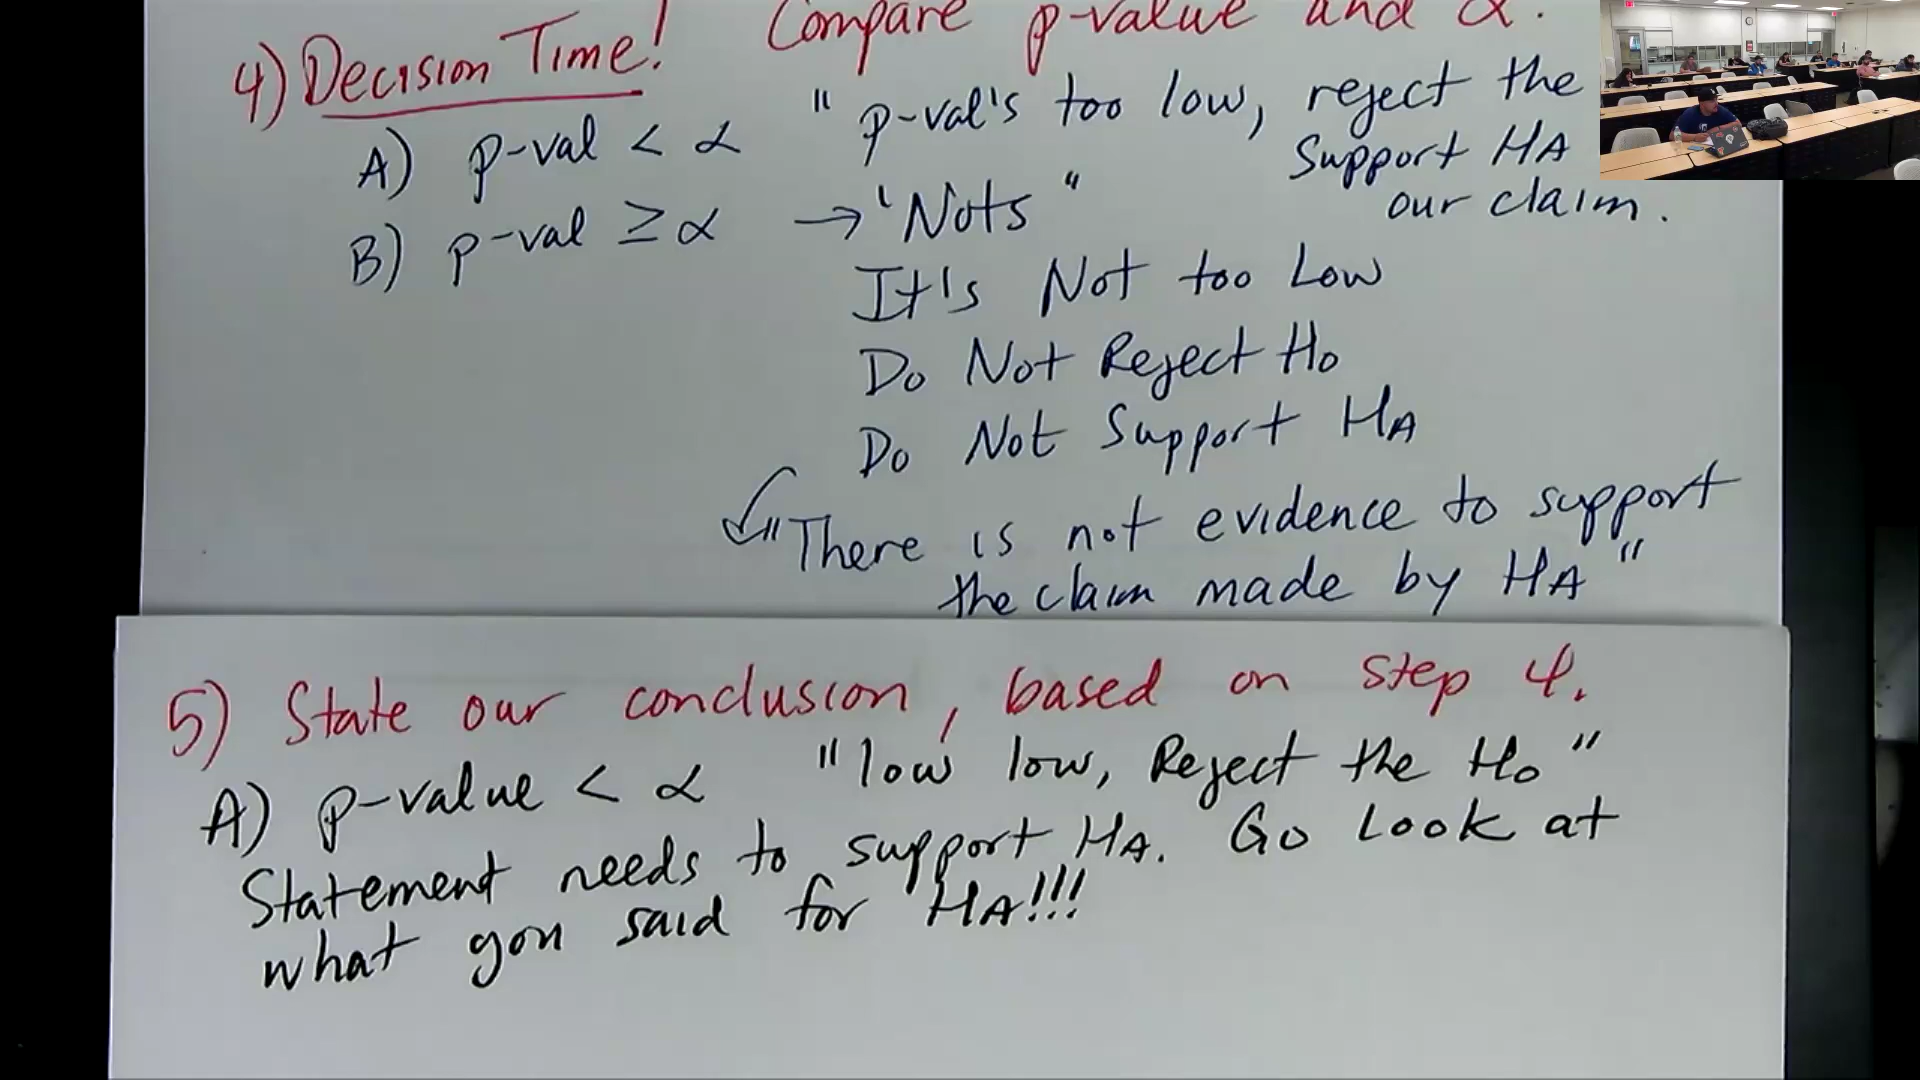 4) Decision Time! Compare p-value and α.
A) p-val < α "p-val's too low, reject the
Support HA
our claim.
B) p-val ≥ α → 'Nots"
It's Not too Low
Do Not Reject Ho
Do Not Support HA
"There is not evidence to support
the claim made by HA"
5) State our conclusion, based on step 4.
A) p-value < α "low low, Reject the Ho"
Statement needs to support HA. Go Look at
what you said for HA!!!